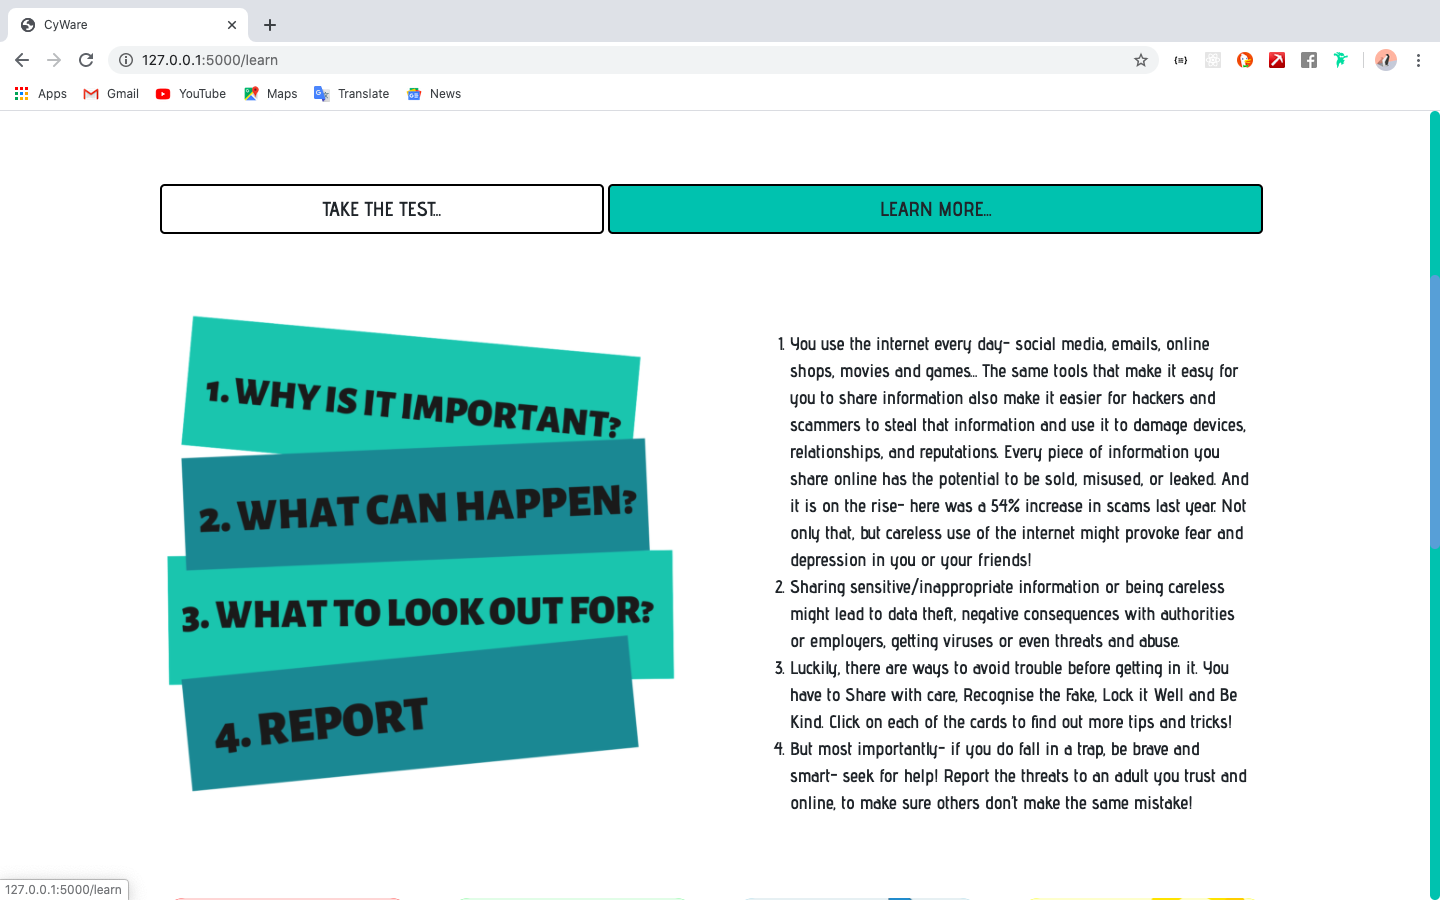 CyWare
127.0.0.1:5000/learn
Apps
Gmail
YouTube
Maps
Translate
News
TAKE THE TEST...
LEARN MORE...
1. WHY IS IT IMPORTANT?
2. WHAT CAN HAPPEN?
3. WHAT TO LOOK OUT FOR?
4. REPORT
1. You use the internet every day- social media, emails, online
shops, movies and games... The same tools that make it easy for
you to share information also make it easier for hackers and
scammers to steal that information and use it to damage devices,
relationships, and reputations. Every piece of information you
share online has the potential to be sold, misused, or leaked. And
it is on the rise- here was a 54% increase in scams last year. Not
only that, but careless use of the internet might provoke fear and
depression in you or your friends!
2. Sharing sensitive/inappropriate information or being careless
might lead to data theft, negative consequences with authorities
or employers, getting viruses or even threats and abuse.
3. Luckily, there are ways to avoid trouble before getting in it. You
have to Share with care, Recognise the Fake, Lock it Well and Be
Kind. Click on each of the cards to find out more tips and tricks!
4. But most importantly- if you do fall in a trap, be brave and
smart- seek for help! Report the threats to an adult you trust and
online, to make sure others don't make the same mistake!
127.0.0.1:5000/learn